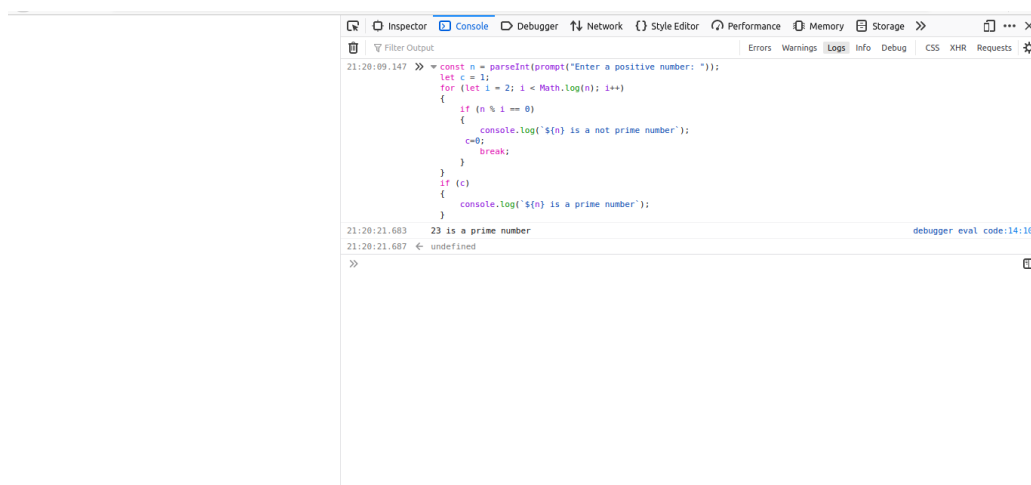 Inspector Console Debugger Network {} Style Editor Performance Memory Storage
Filter Output Errors Warnings Logs Info Debug CSS XHR Requests
21:20:09.147 const n = parseInt(prompt("Enter a positive number: "));
let c = 1;
for (let i = 2; i < Math.log(n); i++)
{
if (n % i == 0)
{
console.log(`${n} is a not prime number`);
c=0;
break;
}
}
if (c)
{
console.log(`${n} is a prime number`);
}
21:20:21.683 23 is a prime number debugger eval code:14:10
21:20:21.687 undefined